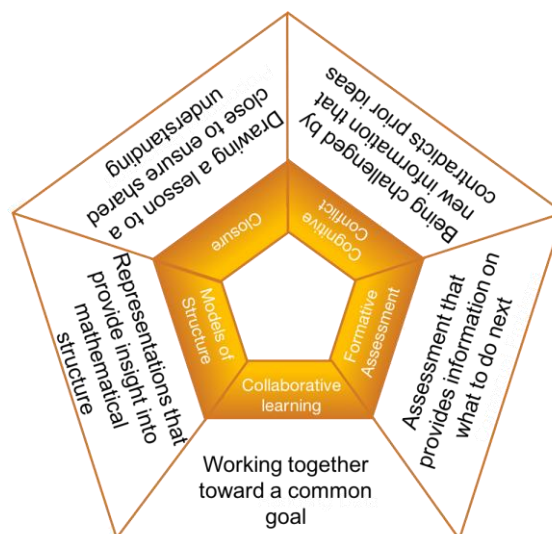 Drawing a lesson to a
close to ensure shared
understanding
Being challenged by
new information that
contradicts prior ideas
Closure
Cognitive
Conflict
Representations that
provide insight into
mathematical
structure
Models of
Structure
Formative
Assessment
Assessment that
provides information on
what to do next
Collaborative
learning
Working together
toward a common
goal